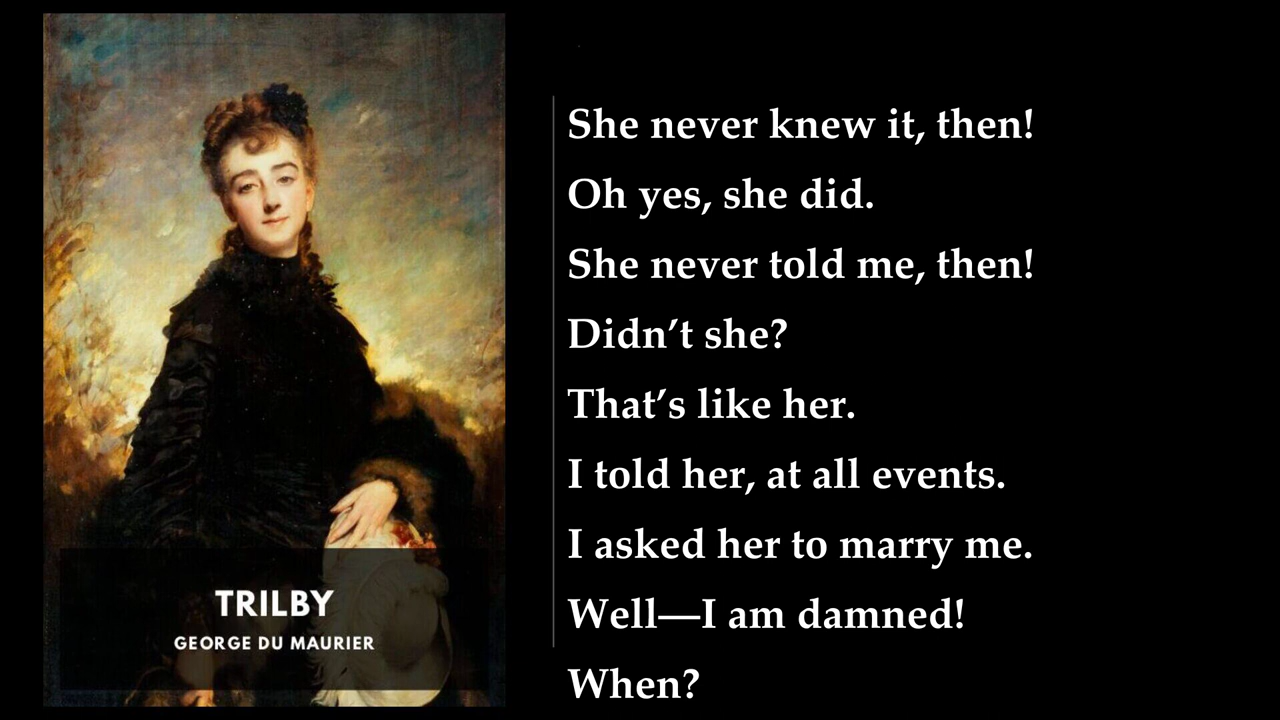 TRILBY
GEORGE DU MAURIER
She never knew it, then!
Oh yes, she did.
She never told me, then!
Didn’t she?
That’s like her.
I told her, at all events.
I asked her to marry me.
Well—I am damned!
When?